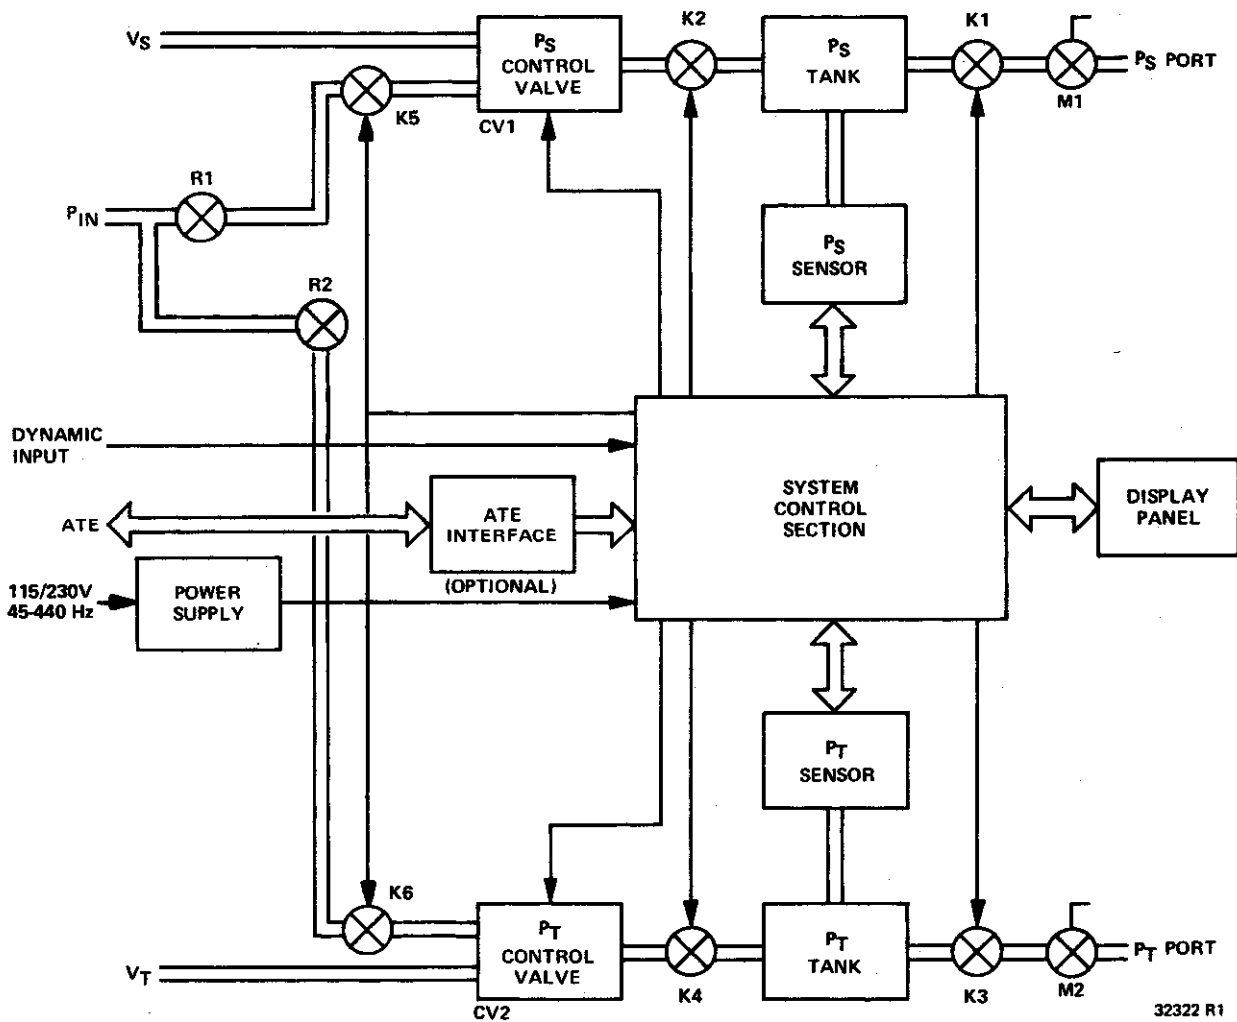 K2
K1
VS
PS
CONTROL
VALVE
PS
TANK
PS PORT
M1
K5
CV1
R1
PIN
PS
SENSOR
R2
DYNAMIC
INPUT
SYSTEM
CONTROL
SECTION
DISPLAY
PANEL
ATE
ATE
INTERFACE
(OPTIONAL)
115/230V
45-440 Hz
POWER
SUPPLY
PT
SENSOR
K6
PT
CONTROL
VALVE
PT
TANK
PT PORT
VT
K4
K3
M2
CV2
32322 R1